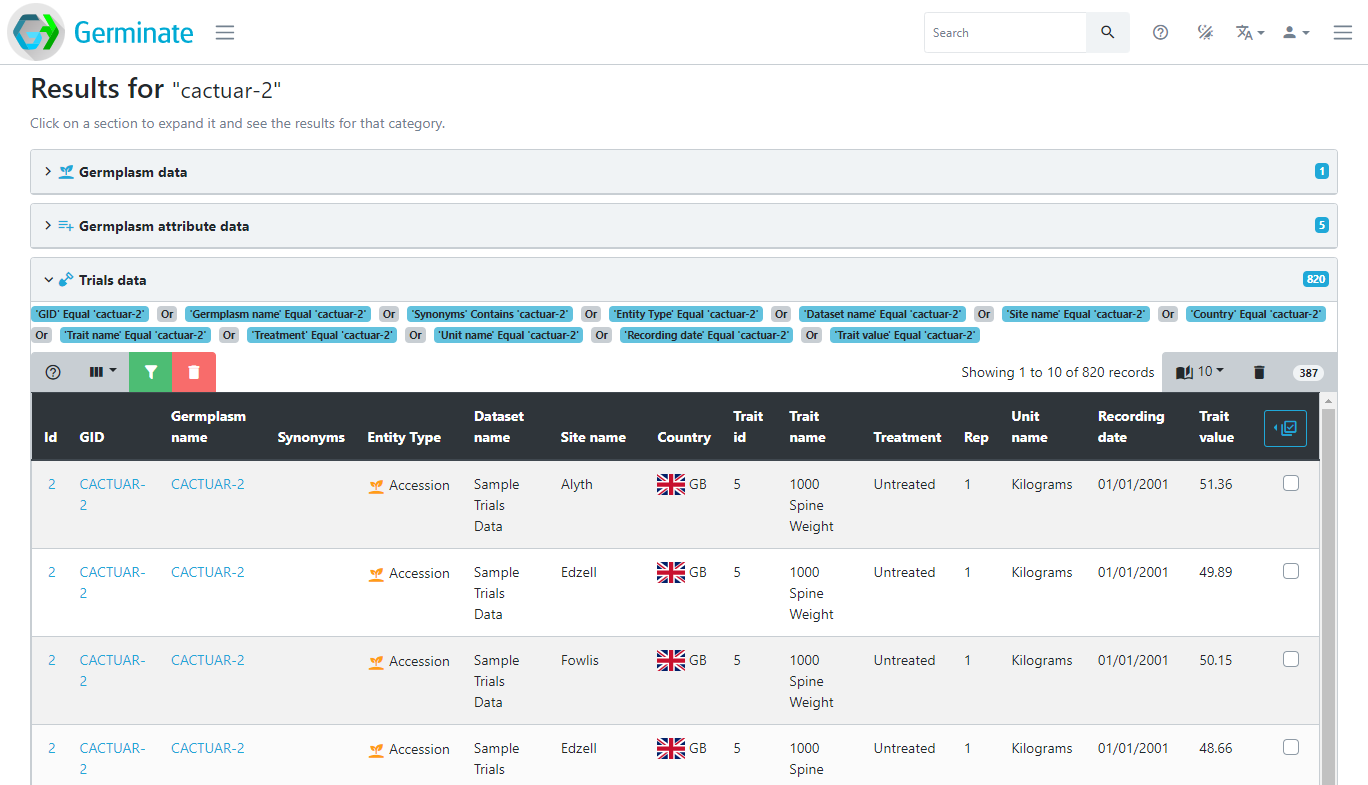 Germinate
Search
Results for "cactuar-2"
Click on a section to expand it and see the results for that category.
Germplasm data 1
Germplasm attribute data 5
Trials data 820
'GID' Equal 'cactuar-2' Or 'Germplasm name' Equal 'cactuar-2' Or 'Synonyms' Contains 'cactuar-2' Or 'Entity Type' Equal 'cactuar-2' Or 'Dataset name' Equal 'cactuar-2' Or 'Site name' Equal 'cactuar-2' Or 'Country' Equal 'cactuar-2'
Or 'Trait name' Equal 'cactuar-2' Or 'Treatment' Equal 'cactuar-2' Or 'Unit name' Equal 'cactuar-2' Or 'Recording date' Equal 'cactuar-2' Or 'Trait value' Equal 'cactuar-2'
Showing 1 to 10 of 820 records 10 387
Germplasm Dataset Trait Trait Unit Recording Trait
Id GID name Synonyms Entity Type name Site name Country id name Treatment Rep name date value
2 CACTUAR- CACTUAR-2 Accession Sample Alyth GB 5 1000 Untreated 1 Kilograms 01/01/2001 51.36
2 Trials Spine
Data Weight
2 CACTUAR- CACTUAR-2 Accession Sample Edzell GB 5 1000 Untreated 1 Kilograms 01/01/2001 49.89
2 Trials Spine
Data Weight
2 CACTUAR- CACTUAR-2 Accession Sample Fowlis GB 5 1000 Untreated 1 Kilograms 01/01/2001 50.15
2 Trials Spine
Data Weight
2 CACTUAR- CACTUAR-2 Accession Sample Edzell GB 5 1000 Untreated 1 Kilograms 01/01/2001 48.66
2 Trials Spine